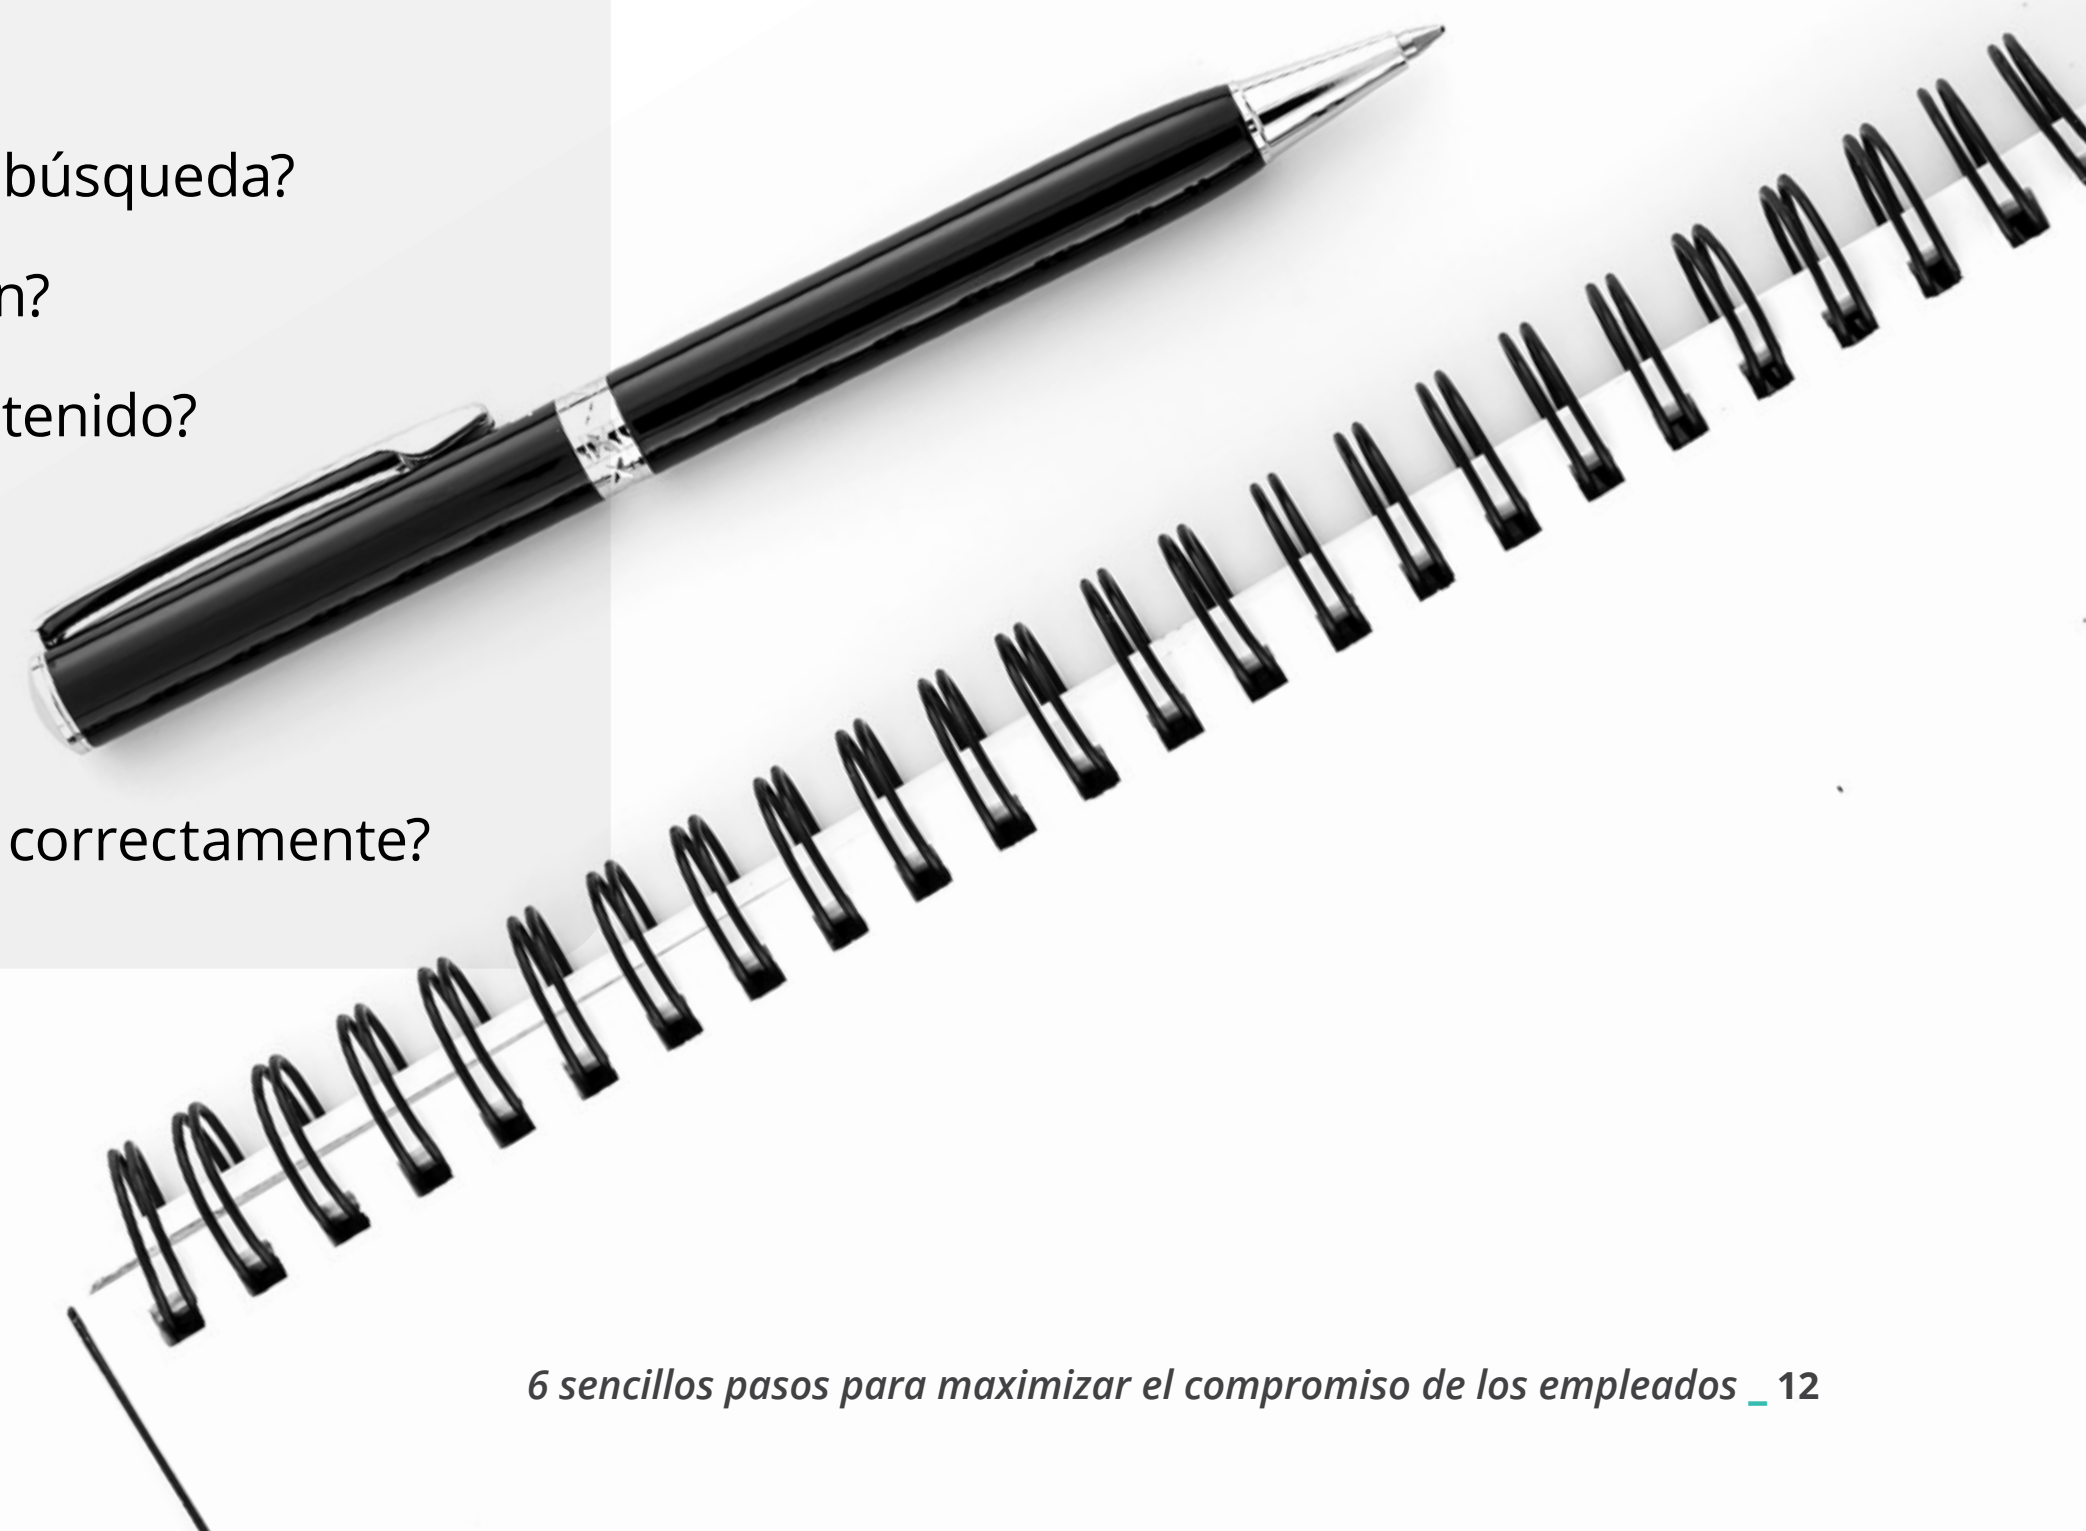 búsqueda?
n?
tenido?
correctamente?
6 sencillos pasos para maximizar el compromiso de los empleados _ 12